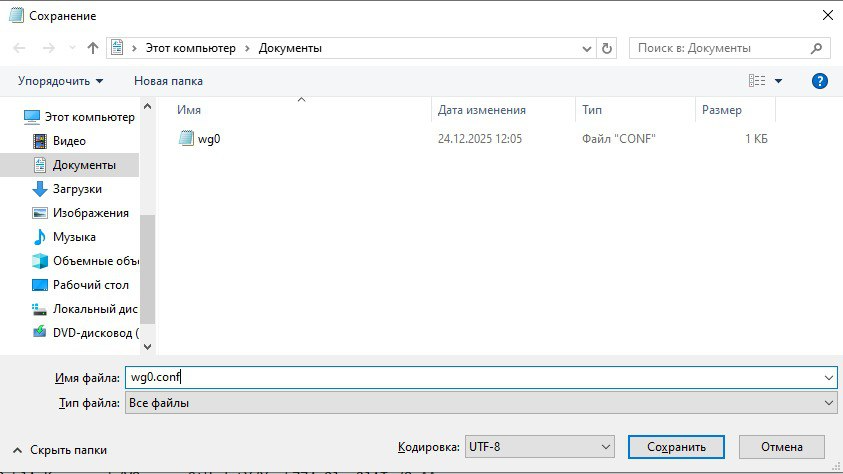 Сохранение
Этот компьютер > Документы
Поиск в: Документы
Упорядочить Новая папка
Имя Дата изменения Тип Размер
wg0 24.12.2025 12:05 Файл "CONF" 1 КБ
Этот компьютер
Видео
Документы
Загрузки
Изображения
Музыка
Объемные объ
Рабочий стол
Локальный дис
DVD-дисковод (
Имя файла: wg0.conf
Тип файла: Все файлы
Скрыть папки Кодировка: UTF-8 Сохранить Отмена